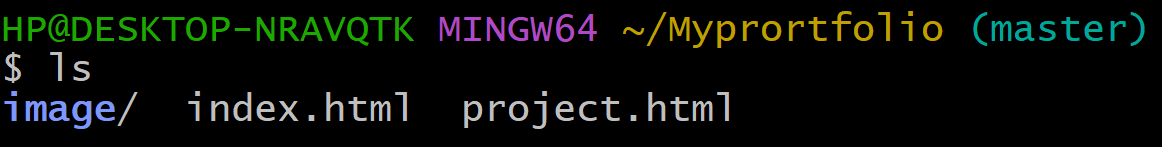 HP@DESKTOP-NRAVQTK MINGW64 ~/Myprortfolio (master)
$ ls
image/  index.html  project.html